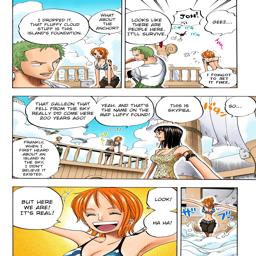 WHAT
ABOUT
THE
ANCHOR?
I DROPPED IT.
THAT FLUFFY CLOUD
STUFF IS THIS
ISLAND'S FOUNDATION.
GEEZ...
LOOKS LIKE
THERE ARE
PEOPLE HERE.
IT'LL SURVIVE.
I FORGOT
TO GET
IT FIXED.
SO...
THIS IS
SKYPIEA.
YEAH. AND THAT'S
THE NAME ON THE
MAP LUFFY FOUND!
THAT GALLEON THAT
FELL FROM THE SKY
REALLY DID COME HERE
200 YEARS AGO!
FRANKLY,
WHEN I
FIRST HEARD
ABOUT AN
ISLAND IN
THE SKY,
I DIDN'T
BELIEVE IT
EXISTED.
LOOK!
HA HA!
BUT HERE
WE ARE!
IT'S REAL!